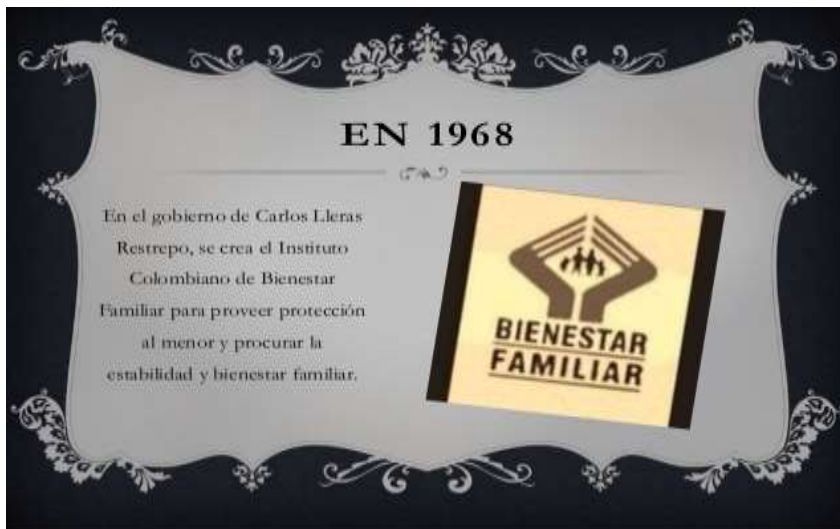 EN 1968
En el gobierno de Carlos Lleras
Restrepo, se crea el Instituto
Colombiano de Bienestar
Familiar para proveer protección
al menor y procurar la
estabilidad y bienestar familiar.
BIENESTAR
FAMILIAR